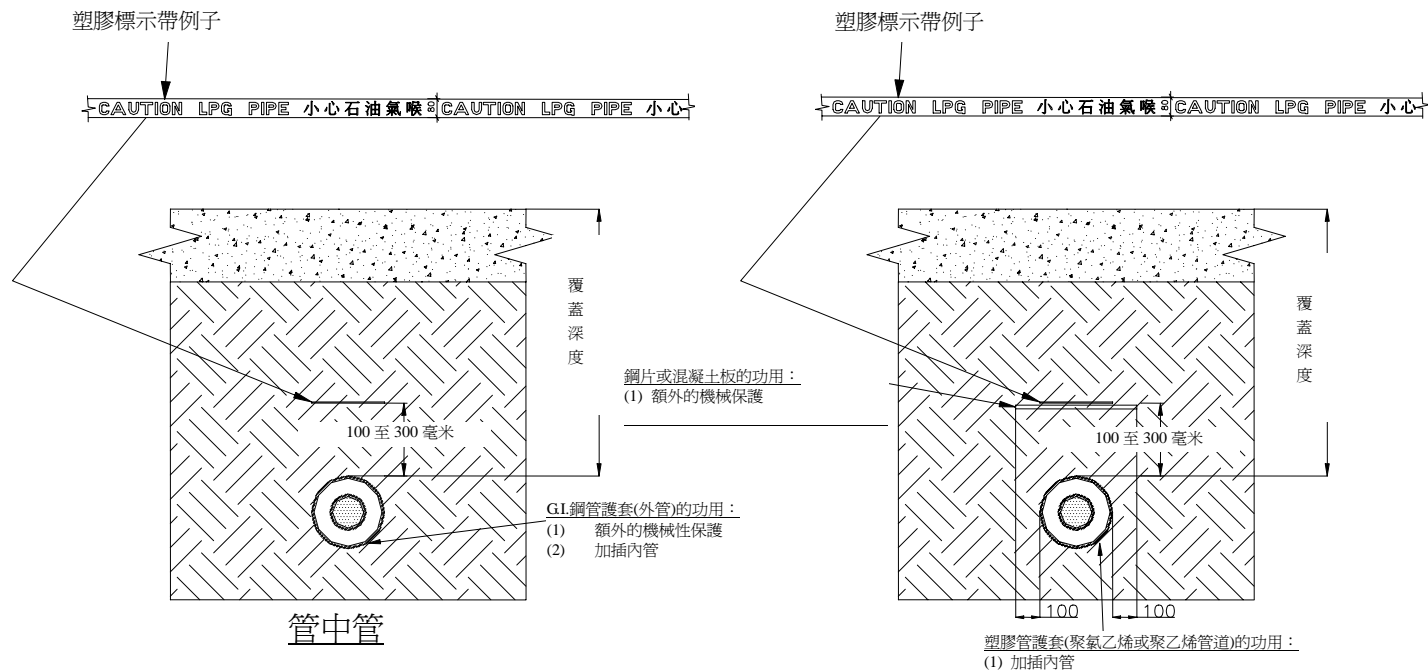 塑膠標示帶例子
CAUTION LPG PIPE 小心石油氣喉 80 CAUTION LPG PIPE 小心
覆蓋深度
100 至 300 毫米
G.I.鋼管護套(外管)的功用：
(1) 額外的機械性保護
(2) 加插內管
管中管
塑膠標示帶例子
CAUTION LPG PIPE 小心石油氣喉 80 CAUTION LPG PIPE 小心
覆蓋深度
鋼片或混凝土板的功用：
(1) 額外的機械保護
100 至 300 毫米
100
100
塑膠管護套(聚氯乙烯或聚乙烯管道)的功用：
(1) 加插內管